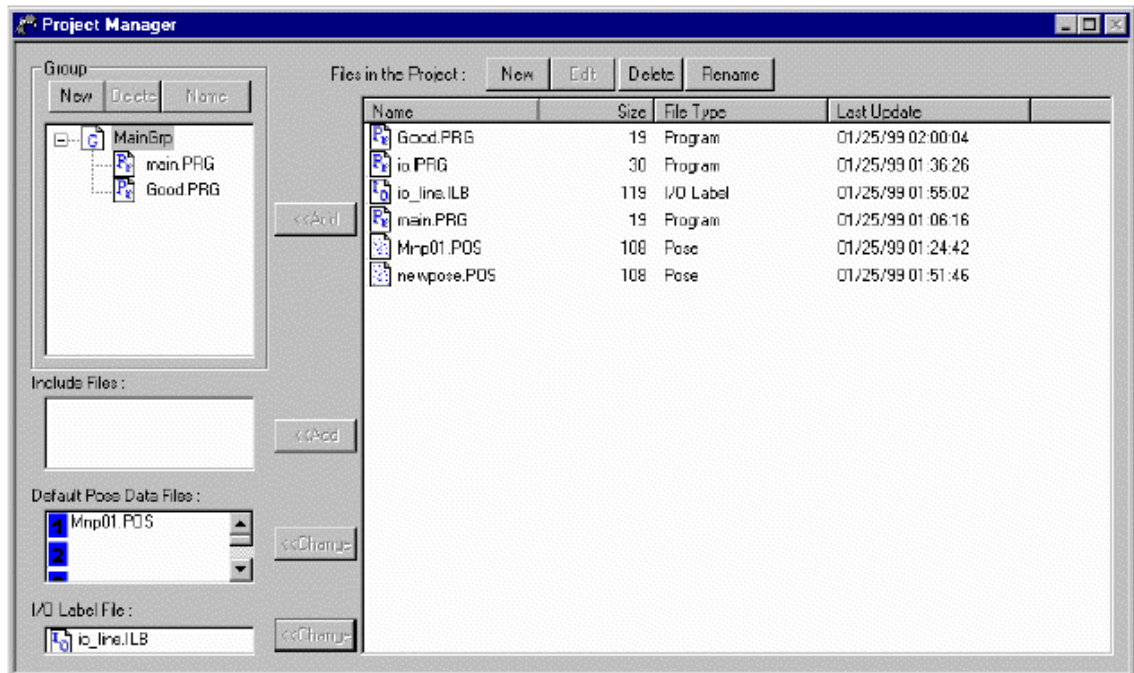 Project Manager
Group
New Delete Name
MainGrp
main.PRG
Good.PRG
Include Files :
Default Pose Data Files :
1 Mnp01.POS
2
I/O Label File :
io_line.ILB
<<Add
<<Add
<<Change
<<Change
Files in the Project : New Edit Delete Rename
Name Size File Type Last Update
Good.PRG 19 Program 01/25/99 02:00:04
io.PRG 30 Program 01/25/99 01:36:26
io_line.ILB 119 I/O Label 01/25/99 01:55:02
main.PRG 19 Program 01/25/99 01:06:16
Mnp01.POS 108 Pose 01/25/99 01:24:42
newpose.POS 108 Pose 01/25/99 01:51:46